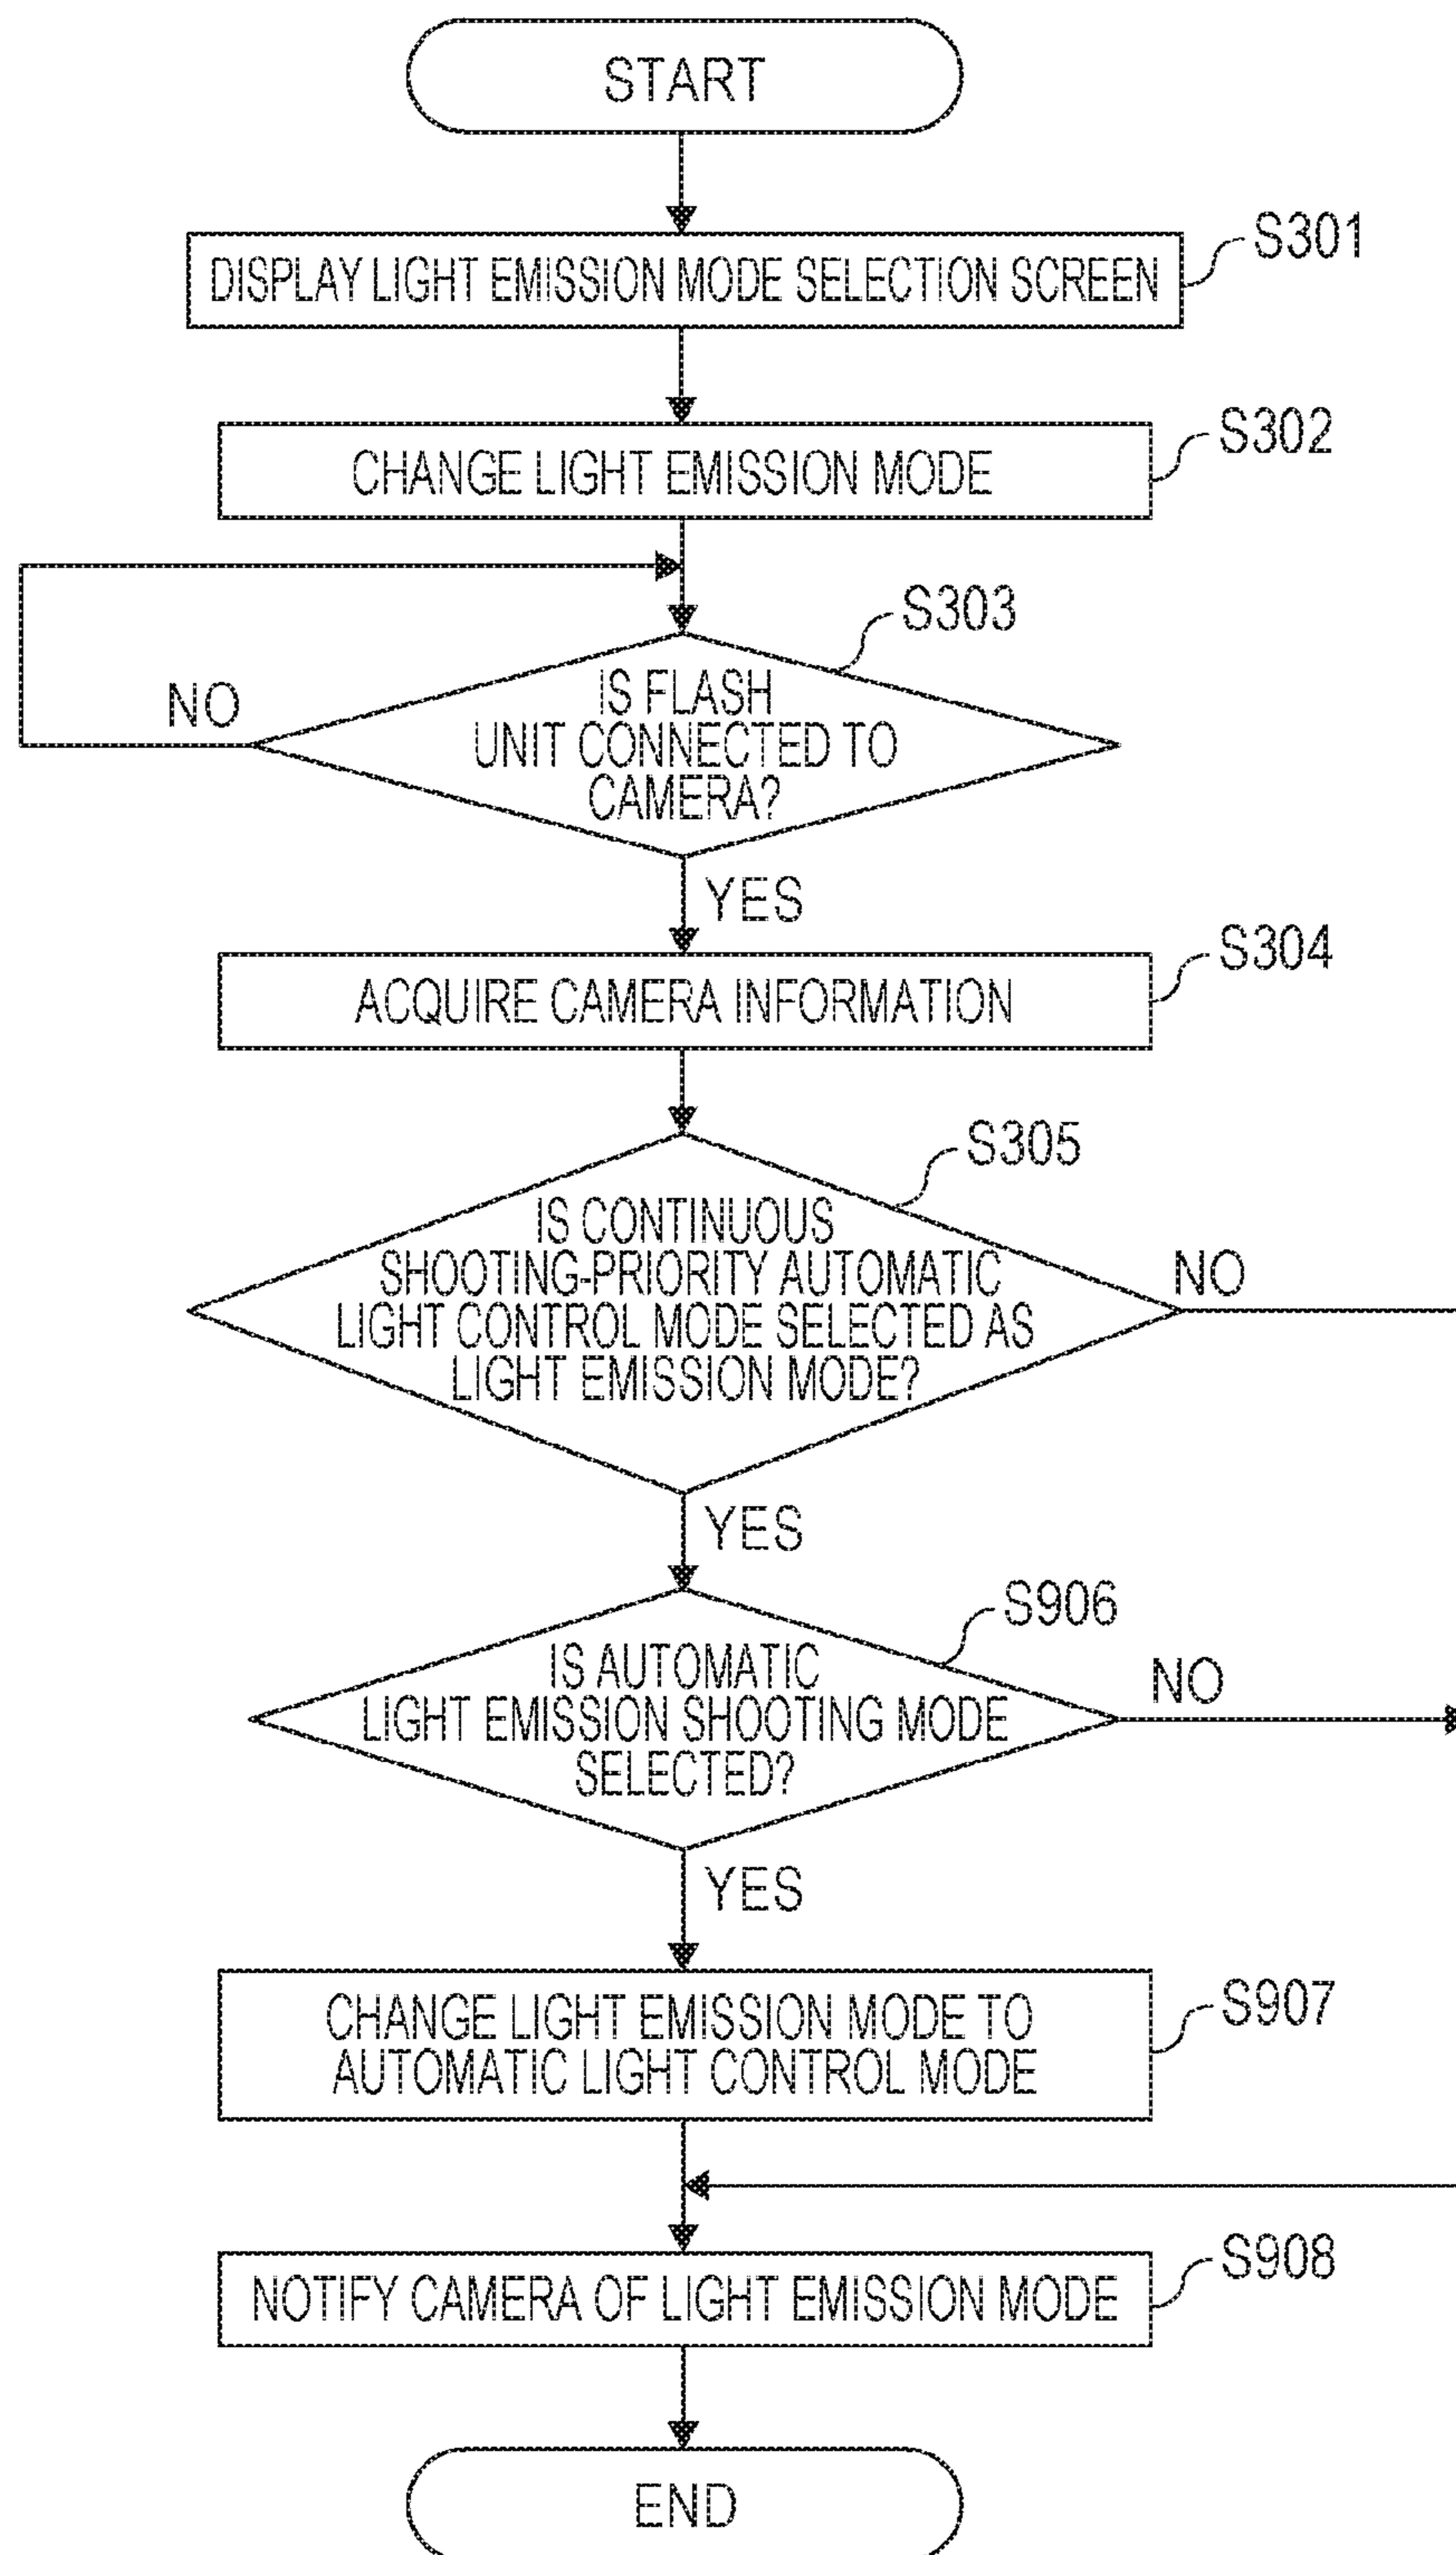 START
S301
DISPLAY LIGHT EMISSION MODE SELECTION SCREEN
S302
CHANGE LIGHT EMISSION MODE
S303
IS FLASH
UNIT CONNECTED TO
CAMERA?
NO
YES
S304
ACQUIRE CAMERA INFORMATION
S305
IS CONTINUOUS
SHOOTING-PRIORITY AUTOMATIC
LIGHT CONTROL MODE SELECTED AS
LIGHT EMISSION MODE?
NO
YES
S906
IS AUTOMATIC
LIGHT EMISSION SHOOTING MODE
SELECTED?
NO
YES
S907
CHANGE LIGHT EMISSION MODE TO
AUTOMATIC LIGHT CONTROL MODE
S908
NOTIFY CAMERA OF LIGHT EMISSION MODE
END